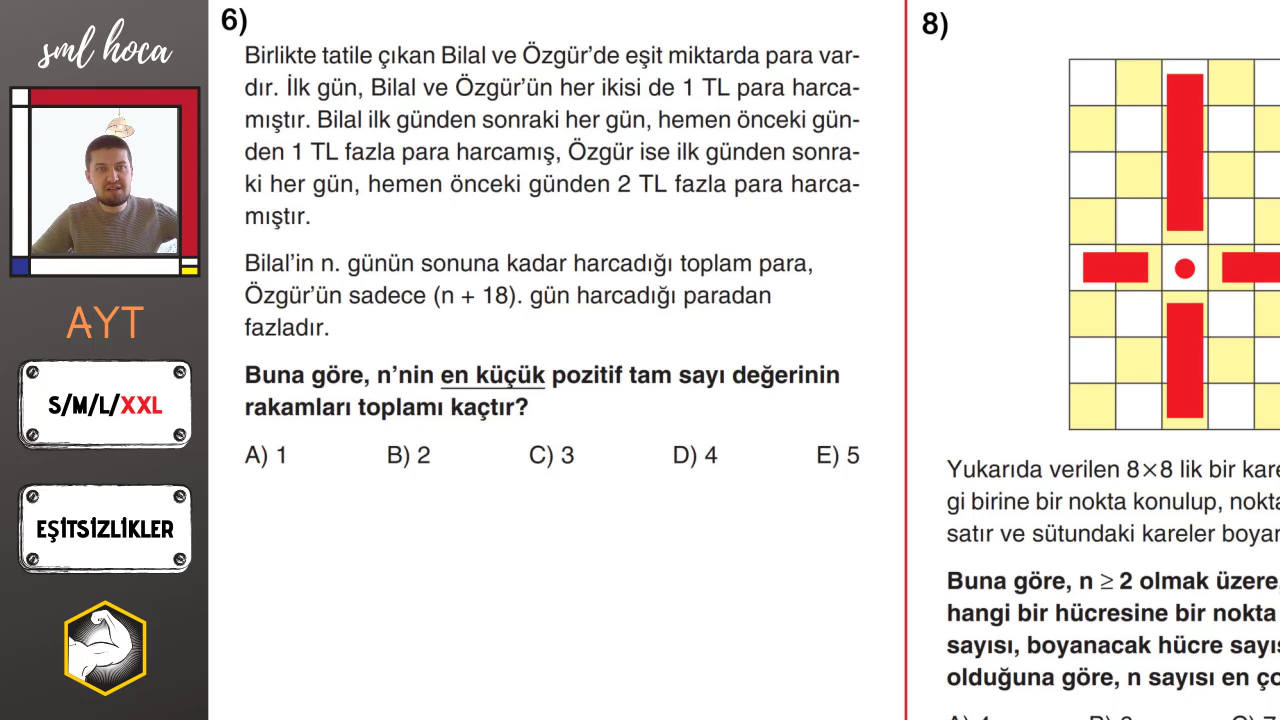 sml hoca
AYT
S/M/L/XXL
EŞİTSİZLİKLER
6)
Birlikte tatile çıkan Bilal ve Özgür'de eşit miktarda para var-
dır. İlk gün, Bilal ve Özgür'ün her ikisi de 1 TL para harca-
mıştır. Bilal ilk günden sonraki her gün, hemen önceki gün-
den 1 TL fazla para harcamış, Özgür ise ilk günden sonra-
ki her gün, hemen önceki günden 2 TL fazla para harca-
mıştır.
Bilal'in n. günün sonuna kadar harcadığı toplam para,
Özgür'ün sadece (n + 18). gün harcadığı paradan
fazladır.
Buna göre, n'nin en küçük pozitif tam sayı değerinin
rakamları toplamı kaçtır?
A) 1 B) 2 C) 3 D) 4 E) 5
8)
Yukarıda verilen 8×8 lik bir kare
gi birine bir nokta konulup, nokta
satır ve sütundaki kareler boyan
Buna göre, n ≥ 2 olmak üzere,
hangi bir hücresine bir nokta
sayısı, boyanacak hücre sayıs
olduğuna göre, n sayısı en ço